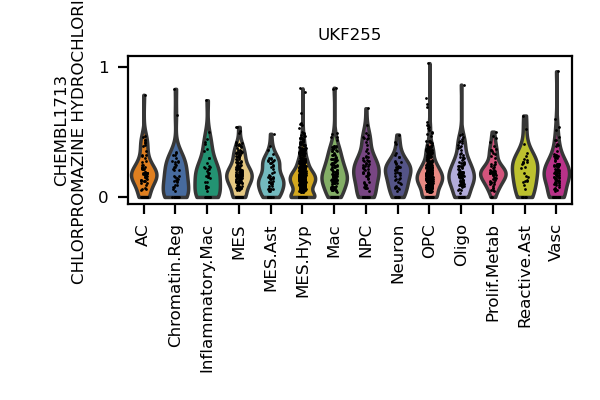 UKF255
CHEMBL1713
CHLORPROMAZINE HYDROCHLORI
1
0
AC
Chromatin.Reg
Inflammatory.Mac
MES
MES.Ast
MES.Hyp
Mac
NPC
Neuron
OPC
Oligo
Prolif.Metab
Reactive.Ast
Vasc